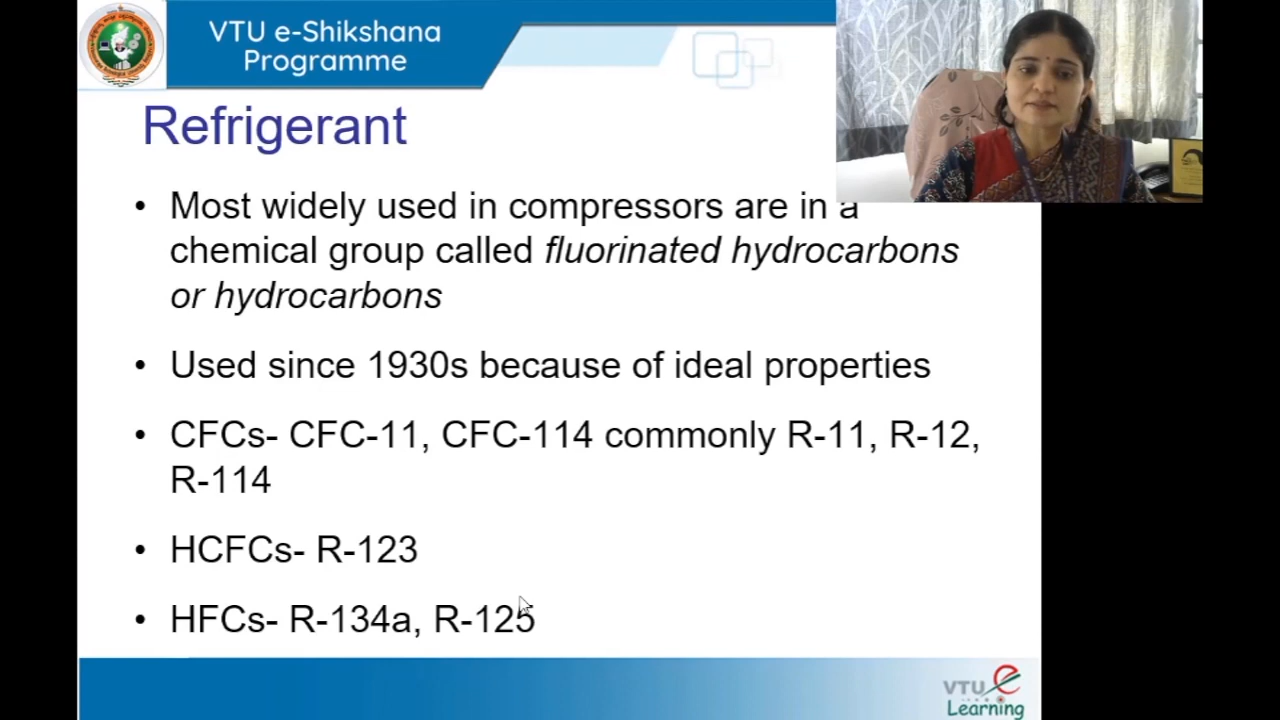 VTU e-Shikshana
Programme
Refrigerant
• Most widely used in compressors are in a
chemical group called fluorinated hydrocarbons
or hydrocarbons
• Used since 1930s because of ideal properties
• CFCs- CFC-11, CFC-114 commonly R-11, R-12,
R-114
• HCFCs- R-123
• HFCs- R-134a, R-125
VTU e
Learning